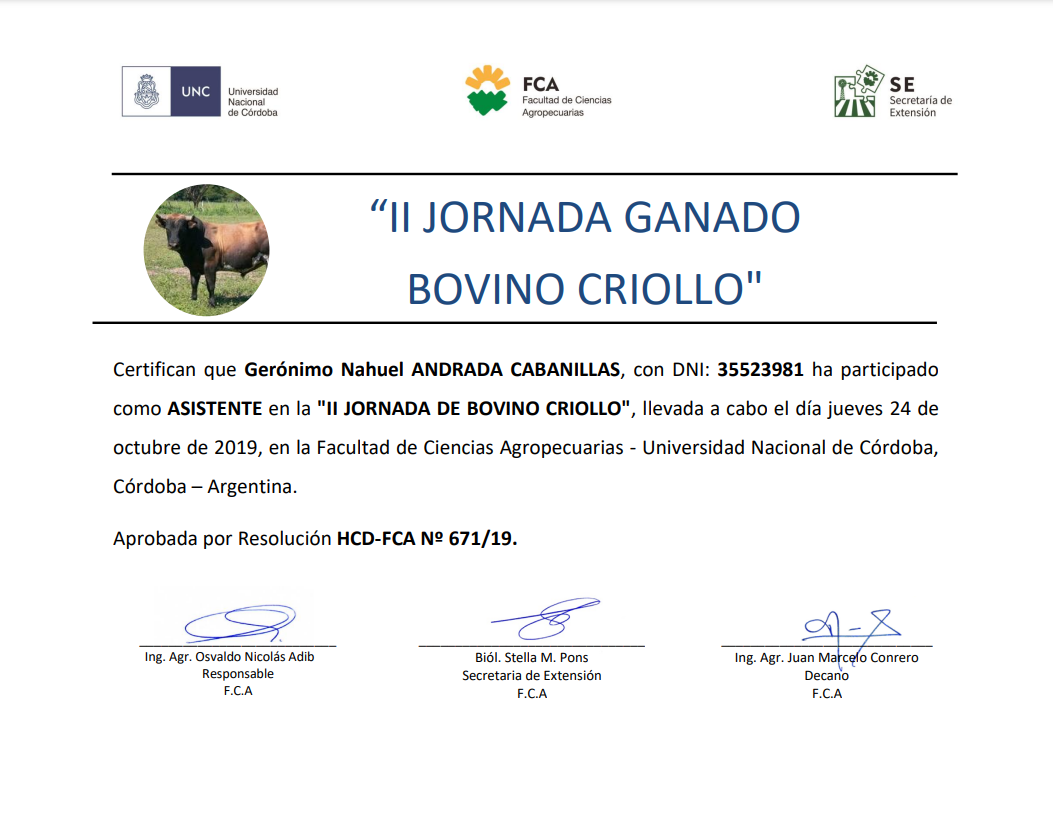 UNC
Universidad
Nacional
de Córdoba
FCA
Facultad de Ciencias
Agropecuarias
SE
Secretaría de
Extensión
“II JORNADA GANADO
BOVINO CRIOLLO"
Certifican que Gerónimo Nahuel ANDRADA CABANILLAS, con DNI: 35523981 ha participado
como ASISTENTE en la "II JORNADA DE BOVINO CRIOLLO", llevada a cabo el día jueves 24 de
octubre de 2019, en la Facultad de Ciencias Agropecuarias - Universidad Nacional de Córdoba,
Córdoba – Argentina.
Aprobada por Resolución HCD-FCA Nº 671/19.
Ing. Agr. Osvaldo Nicolás Adib
Responsable
F.C.A
Biól. Stella M. Pons
Secretaria de Extensión
F.C.A
Ing. Agr. Juan Marcelo Conrero
Decano
F.C.A